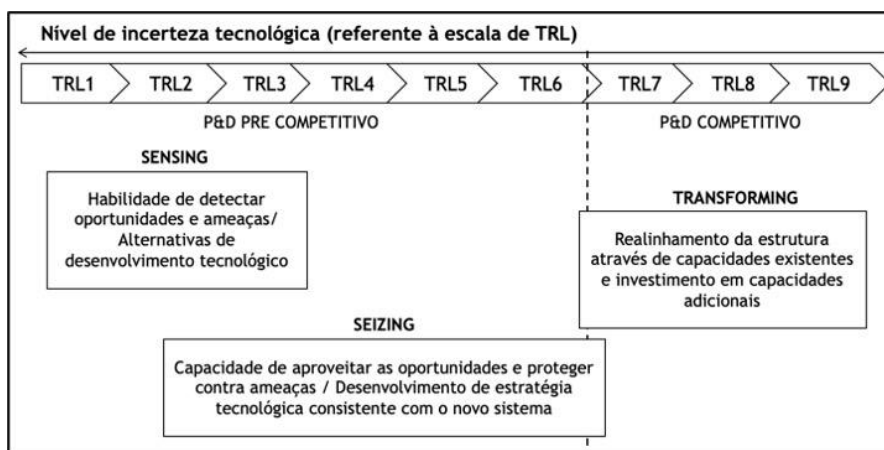 Nível de incerteza tecnológica (referente à escala de TRL)
TRL1 TRL2 TRL3 TRL4 TRL5 TRL6 TRL7 TRL8 TRL9
P&D PRE COMPETITIVO
P&D COMPETITIVO
SENSING
Habilidade de detectar
oportunidades e ameaças/
Alternativas de
desenvolvimento tecnológico
TRANSFORMING
Realinhamento da estrutura
através de capacidades existentes
e investimento em capacidades
adicionais
SEIZING
Capacidade de aproveitar as oportunidades e proteger
contra ameaças / Desenvolvimento de estratégia
tecnológica consistente com o novo sistema